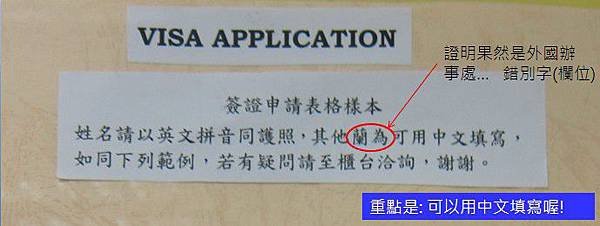 VISA APPLICATION
證明果然是外國辦
事處... 錯別字(欄位)
簽證申請表格樣本
姓名請以英文拼音同護照，其他蘭為可用中文填寫，
如同下列範例，若有疑問請至櫃台洽詢，謝謝。
重點是: 可以用中文填寫喔!